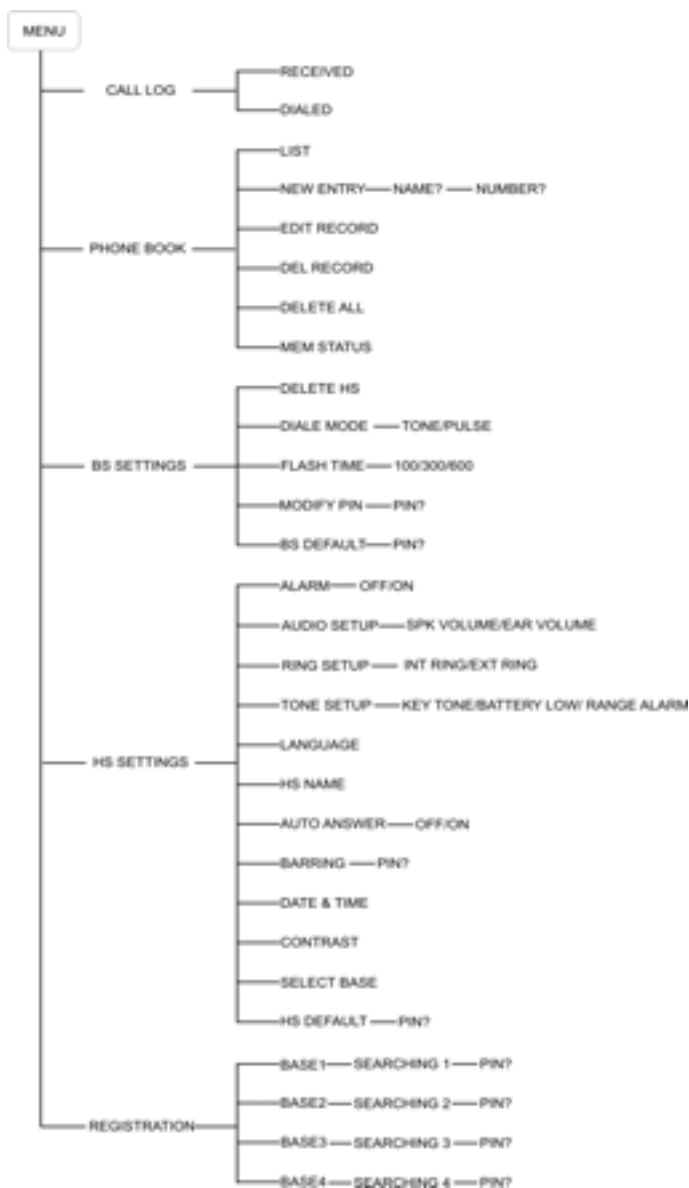 MENU
RECEIVED
CALL LOG
DIALED
LIST
NEW ENTRY NAME? NUMBER?
EDIT RECORD
PHONE BOOK
DEL RECORD
DELETE ALL
MEM STATUS
DELETE HS
DIALE MODE TONE/PULSE
BS SETTINGS FLASH TIME 100/300/600
MODIFY PIN PIN?
BS DEFAULT PIN?
ALARM OFF/ON
AUDIO SETUP SPK VOLUME/EAR VOLUME
RING SETUP INT RING/EXT RING
TONE SETUP KEY TONE/BATTERY LOW/ RANGE ALARM
LANGUAGE
HS SETTINGS
HS NAME
AUTO ANSWER OFF/ON
BARRING PIN?
DATE & TIME
CONTRAST
SELECT BASE
HS DEFAULT PIN?
BASE1 SEARCHING 1 PIN?
BASE2 SEARCHING 2 PIN?
REGISTRATION
BASE3 SEARCHING 3 PIN?
BASE4 SEARCHING 4 PIN?